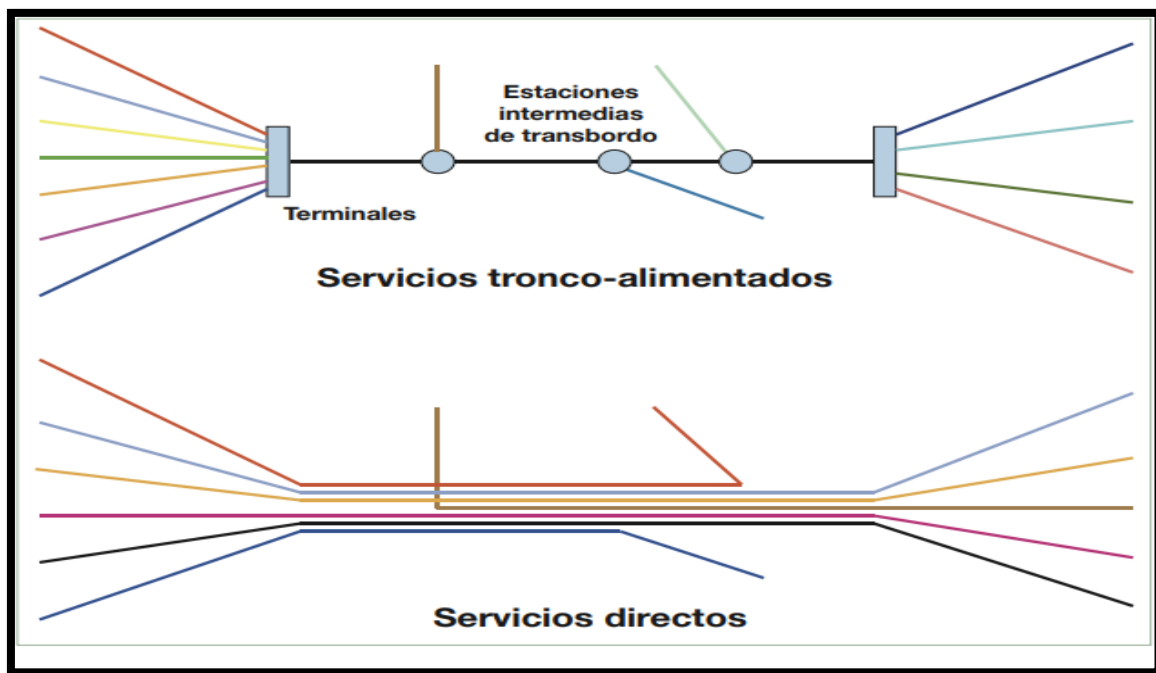 Estaciones
intermedias
de transbordo
Terminales
Servicios tronco-alimentados
Servicios directos